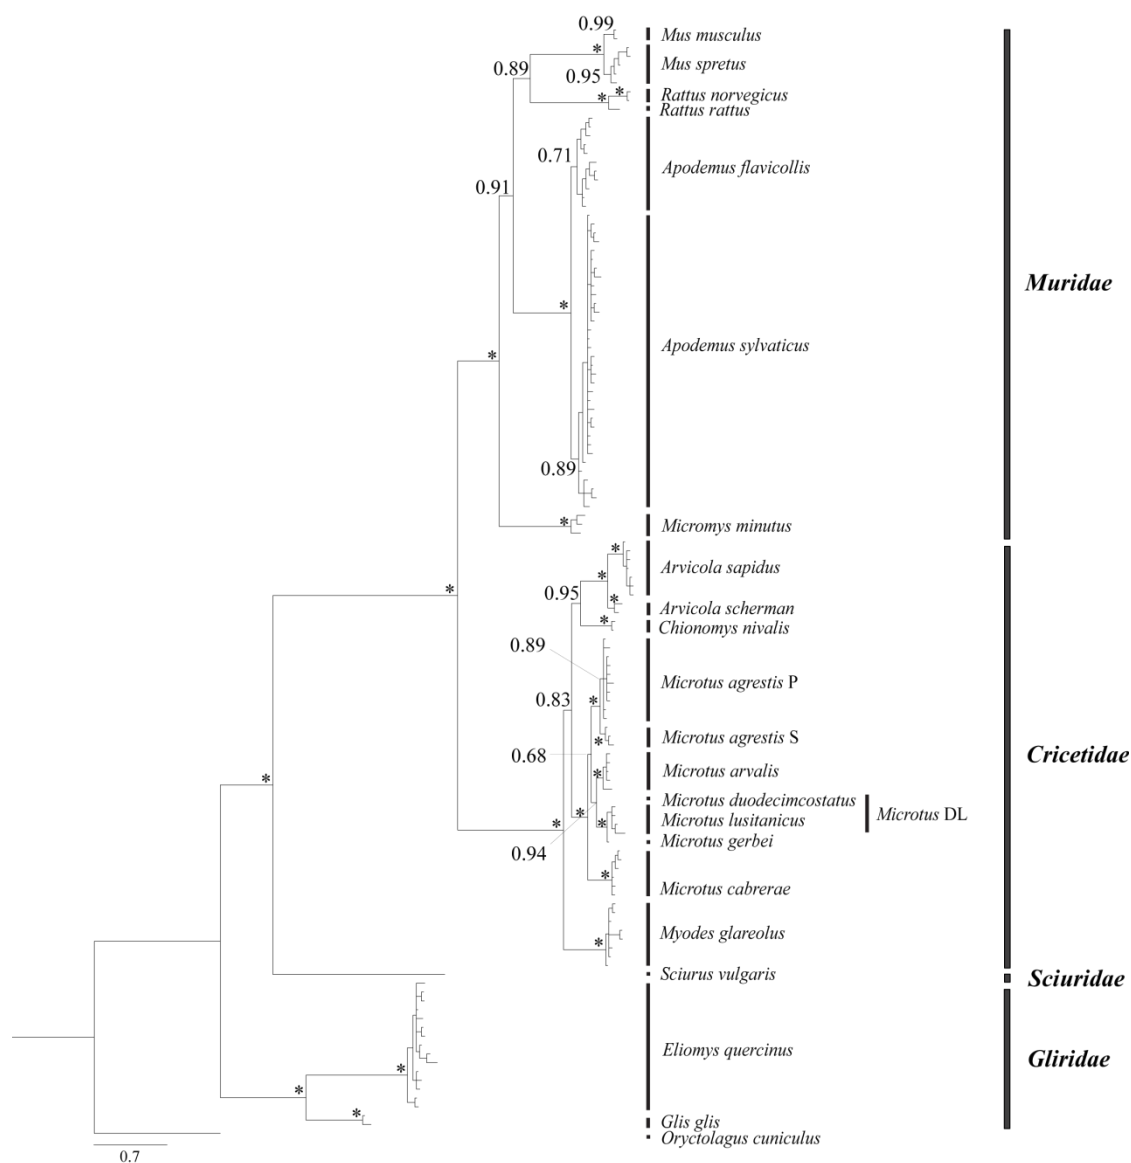 0.99
*
Mus musculus
Mus spretus
0.89
0.95
*
*
Rattus norvegicus
Rattus rattus
0.71
Apodemus flavicollis
0.91
Muridae
*
Apodemus sylvaticus
*
0.89
*
Micromys minutus
*
Arvicola sapidus
*
*
0.95
*
Arvicola scherman
*
Chionomys nivalis
0.89
Microtus agrestis P
0.83
*
Microtus agrestis S
*
0.68
Cricetidae
Microtus arvalis
*
*
Microtus duodecimcostatus
Microtus lusitanicus
Microtus DL
*
*
*
Microtus gerbei
0.94
*
Microtus cabrerae
Myodes glareolus
*
Sciurus vulgaris
Sciuridae
Eliomys quercinus
Gliridae
*
*
*
Glis glis
Oryctolagus cuniculus
0.7